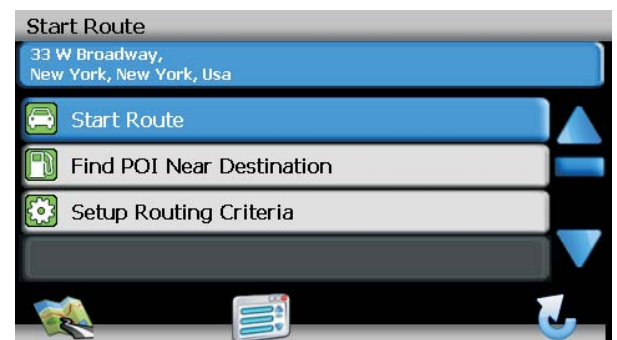 Start Route
33 W Broadway,
New York, New York, Usa
Start Route
Find POI Near Destination
Setup Routing Criteria